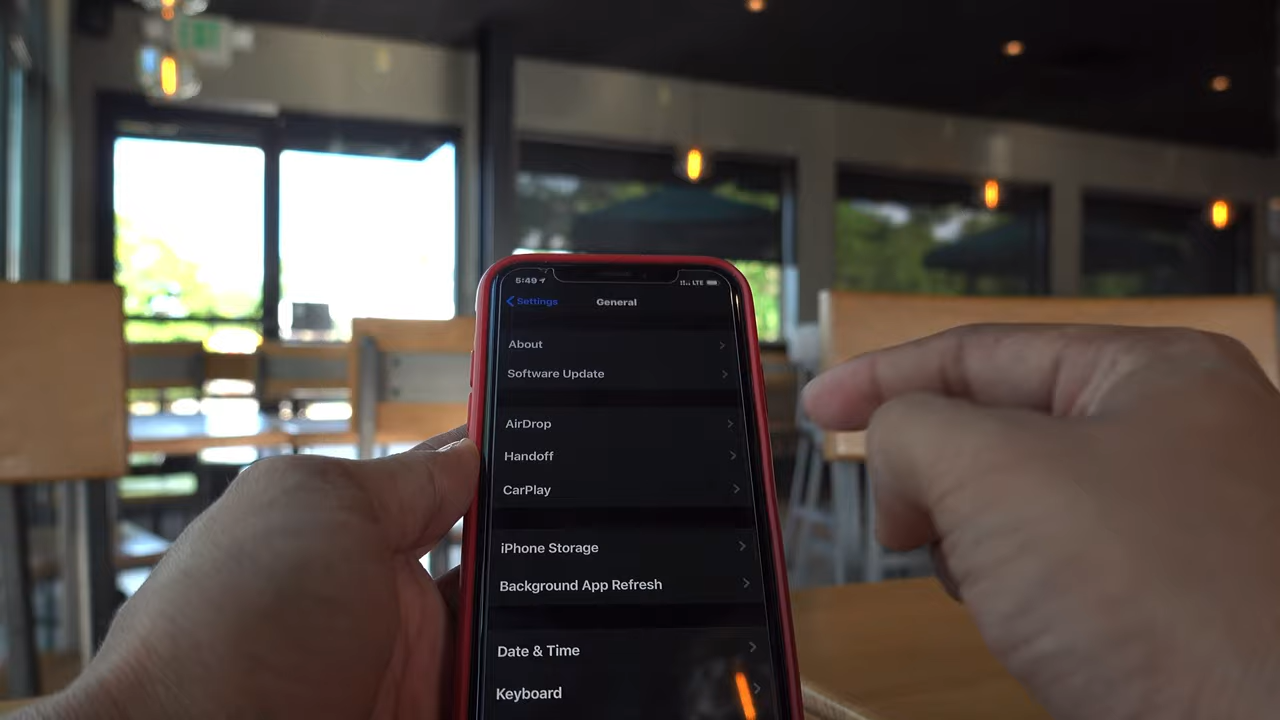 5:49 LTE
Settings General
About
Software Update
AirDrop
Handoff
CarPlay
iPhone Storage
Background App Refresh
Date & Time
Keyboard